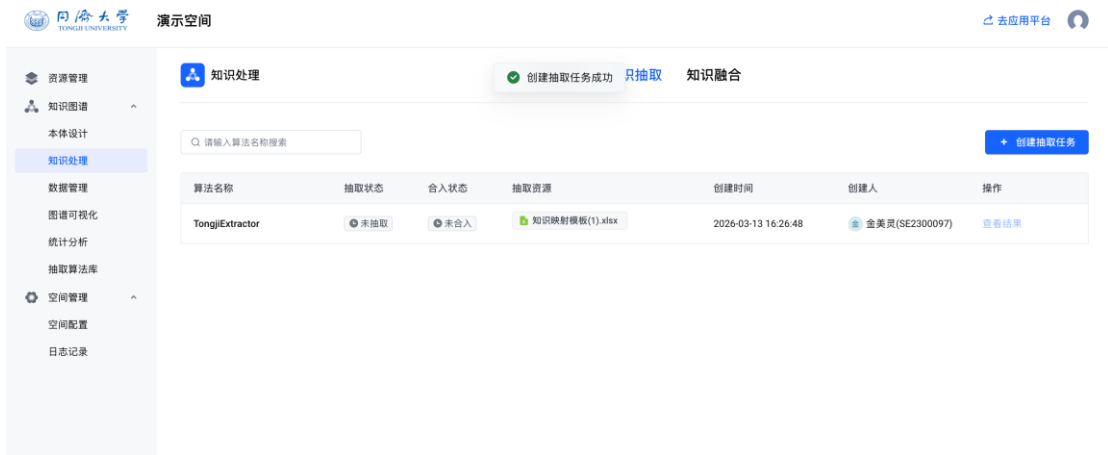 同济大学
TONGJI UNIVERSITY
演示空间
去应用平台
资源管理
知识图谱
本体设计
知识处理
数据管理
图谱可视化
统计分析
抽取算法库
空间管理
空间配置
日志记录
知识处理
创建抽取任务成功
识抽取
知识融合
请输入算法名称搜索
+ 创建抽取任务
算法名称 抽取状态 合入状态 抽取资源 创建时间 创建人 操作
TongjiExtractor 未抽取 未合入 知识映射模板(1).xlsx 2026-03-13 16:26:48 金 金美灵(SE2300097) 查看结果